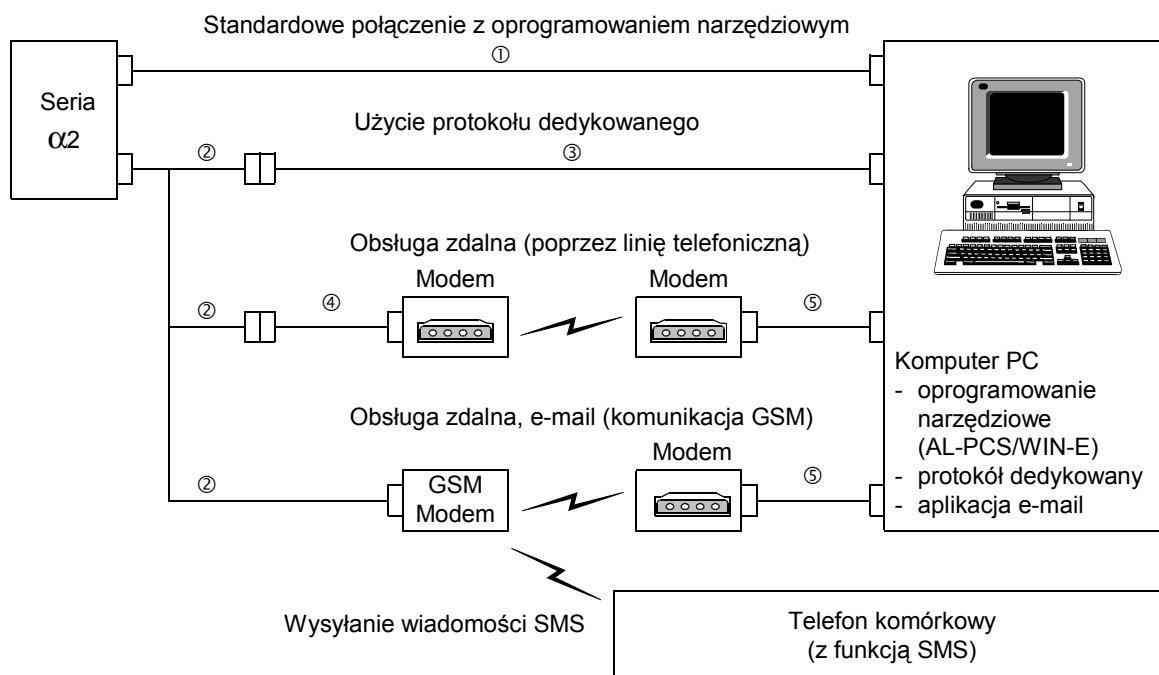 Standardowe połączenie z oprogramowaniem narzędziowym
①
Seria
α2
Użycie protokołu dedykowanego
②
③
Obsługa zdalna (poprzez linię telefoniczną)
Modem
Modem
②
④
⑤
Komputer PC
- oprogramowanie
narzędziowe
(AL-PCS/WIN-E)
- protokół dedykowany
- aplikacja e-mail
Obsługa zdalna, e-mail (komunikacja GSM)
Modem
②
GSM
Modem
⑤
Wysyłanie wiadomości SMS
Telefon komórkowy
(z funkcją SMS)